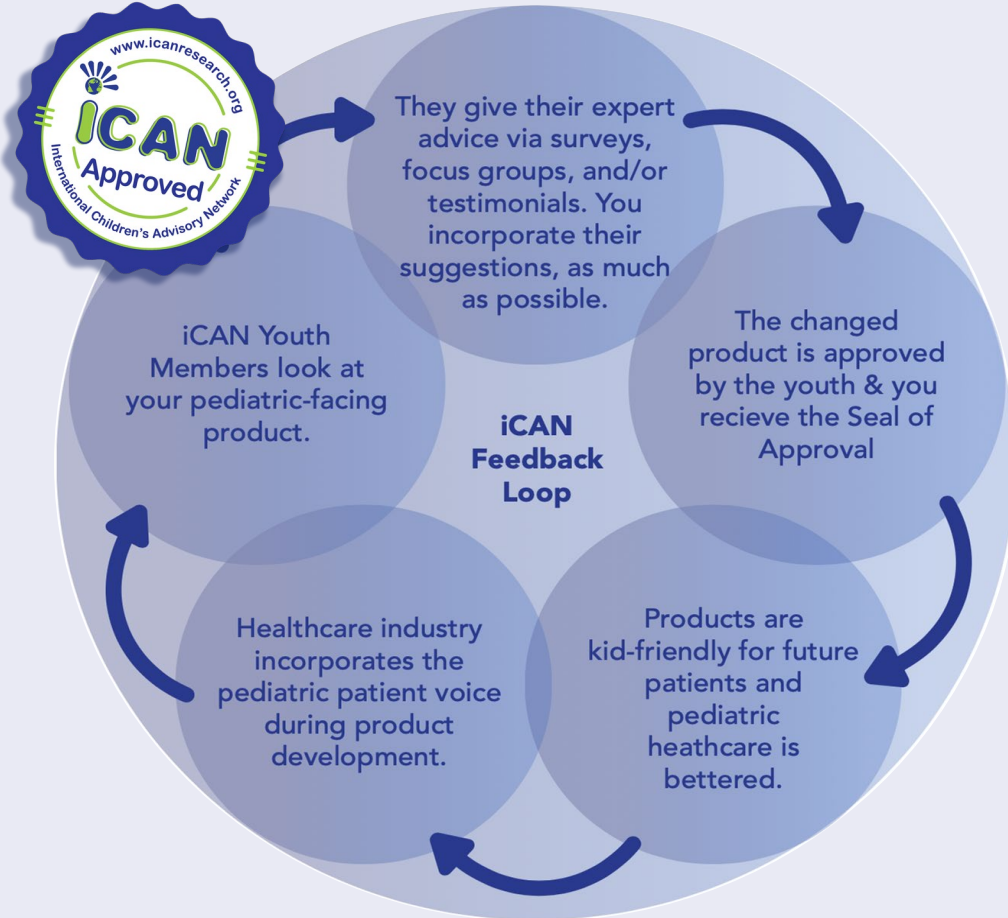 www.icanresearch.org
iCAN
Approved
International Children's Advisory Network
They give their expert
advice via surveys,
focus groups, and/or
testimonials. You
incorporate their
suggestions, as much
as possible.
The changed
product is approved
by the youth & you
recieve the Seal of
Approval
Products are
kid-friendly for future
patients and
pediatric
heathcare is
bettered.
Healthcare industry
incorporates the
pediatric patient voice
during product
development.
iCAN Youth
Members look at
your pediatric-facing
product.
iCAN
Feedback
Loop